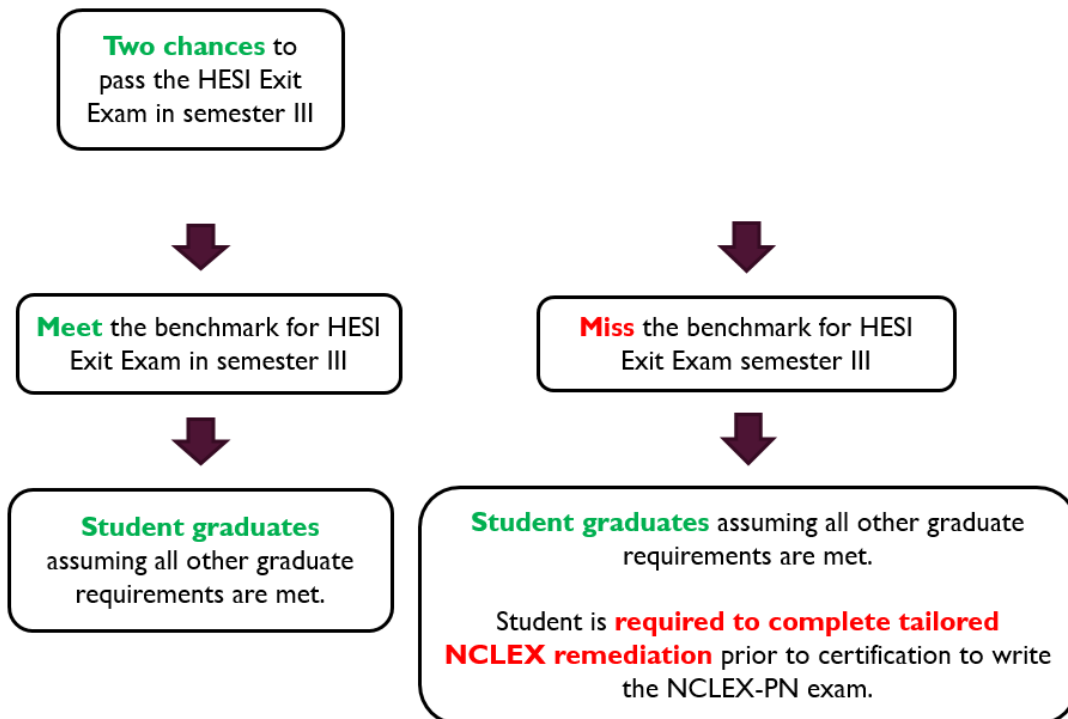 Two chances to
pass the HESI Exit
Exam in semester III
Meet the benchmark for HESI
Exit Exam in semester III
Miss the benchmark for HESI
Exit Exam semester III
Student graduates
assuming all other graduate
requirements are met.
Student graduates assuming all other graduate
requirements are met.
Student is required to complete tailored
NCLEX remediation prior to certification to write
the NCLEX-PN exam.